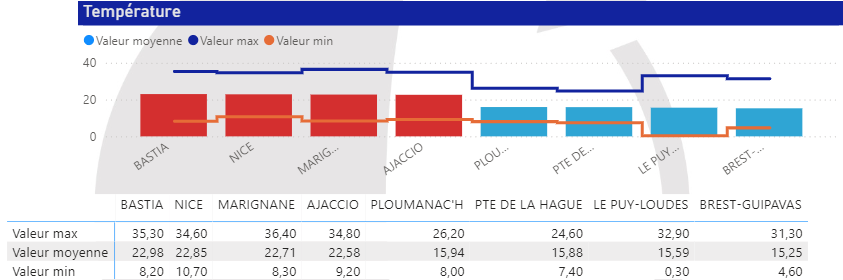 Température
Valeur moyenne Valeur max Valeur min
40
20
0
BASTIA NICE MARIG... AJACCIO PLOU... PTE DE... LE PUY... BREST-...
BASTIA NICE MARIGNANE AJACCIO PLOUMANAC'H PTE DE LA HAGUE LE PUY-LOUDES BREST-GUIPAVAS
Valeur max 35,30 34,60 36,40 34,80 26,20 24,60 32,90 31,30
Valeur moyenne 22,98 22,85 22,71 22,58 15,94 15,88 15,59 15,25
Valeur min 8,20 10,70 8,30 9,20 8,00 7,40 0,30 4,60